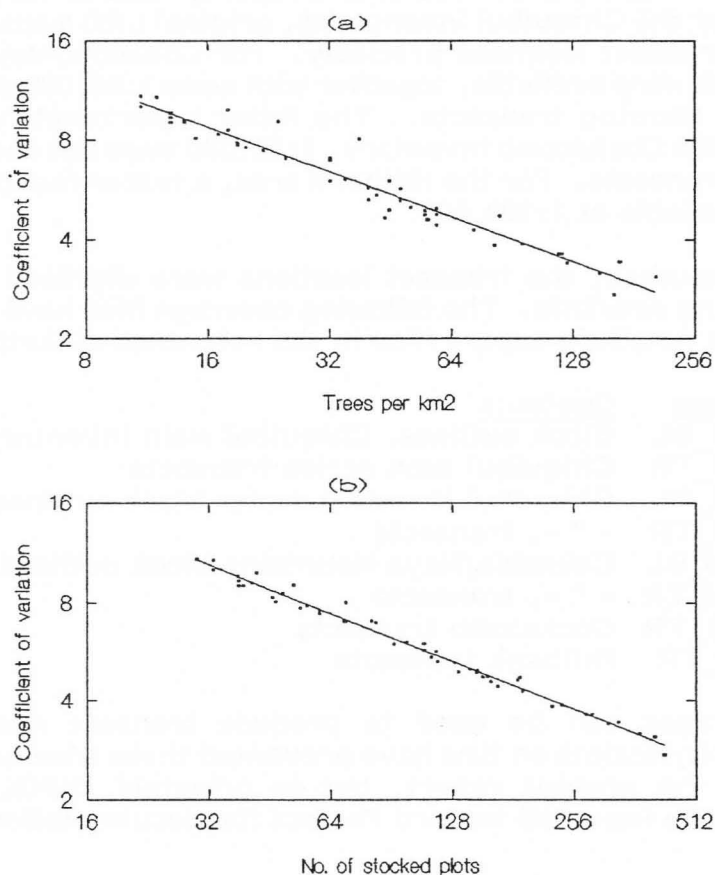 (a)
16
8
4
2
Coefficient of variation
8 16 32 64 128 256
Trees per km2
(b)
16
8
4
2
Coefficient of variation
16 32 64 128 256 512
No. of stocked plots